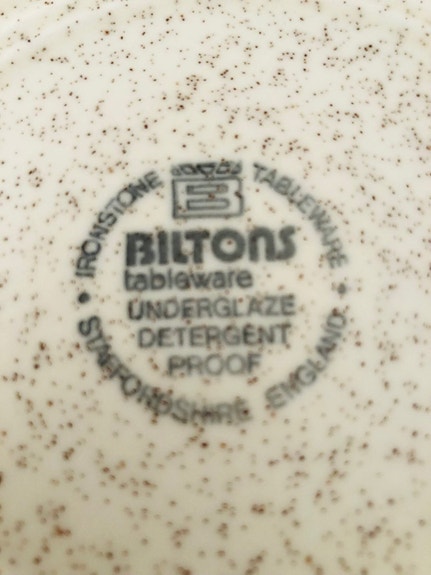 IRONSTONE TABLEWARE
B
BILTONS
tableware
UNDERGLAZE
DETERGENT
PROOF
STAFFORDSHIRE ENGLAND